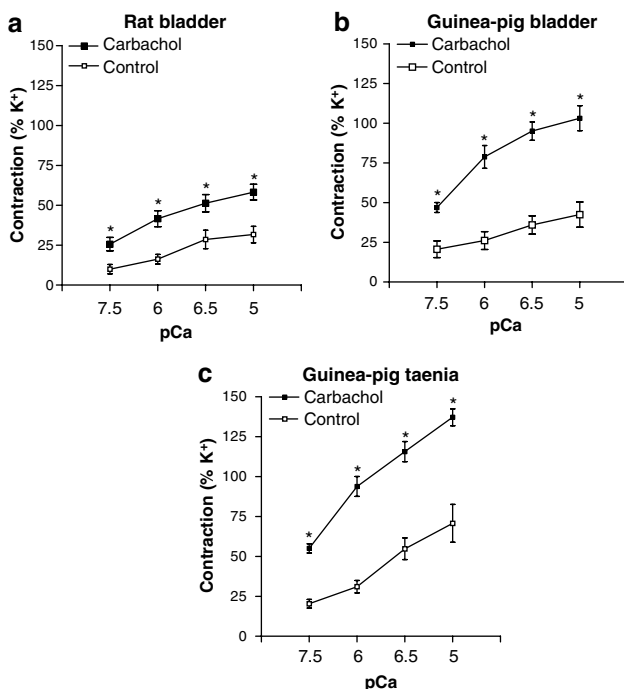 a
Rat bladder
Carbachol
Control
150
125
100
75
50
25
0
Contraction (% K⁺)
*
*
*
*
7.5
6
6.5
5
pCa
b
Guinea-pig bladder
Carbachol
Control
150
125
100
75
50
25
0
Contraction (% K⁺)
*
*
*
*
7.5
6
6.5
5
pCa
c
Guinea-pig taenia
Carbachol
Control
150
125
100
75
50
25
0
Contraction (% K⁺)
*
*
*
*
7.5
6
6.5
5
pCa